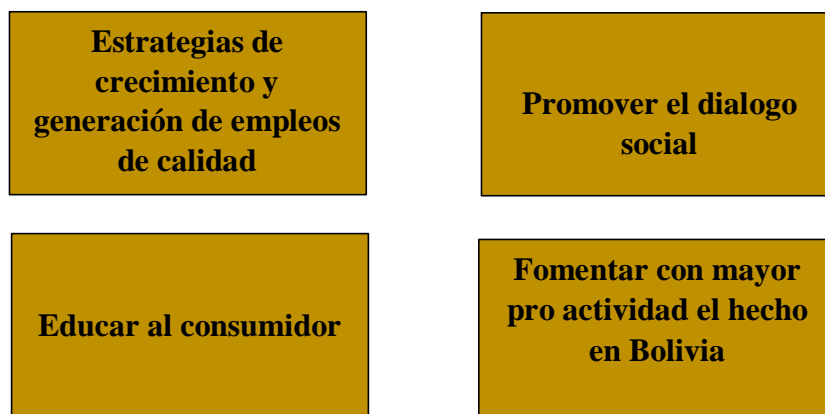 Estrategias de
crecimiento y
generación de empleos
de calidad
Promover el dialogo
social
Educar al consumidor
Fomentar con mayor
pro actividad el hecho
en Bolivia